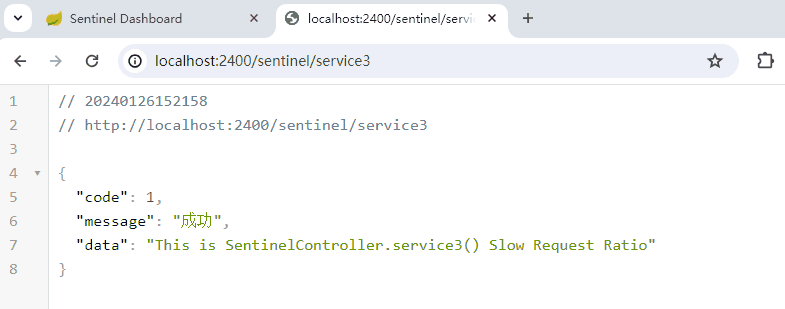 Sentinel Dashboard
localhost:2400/sentinel/servic
localhost:2400/sentinel/service3
1 // 20240126152158
2 // http://localhost:2400/sentinel/service3
3
4 {
5 "code": 1,
6 "message": "成功",
7 "data": "This is SentinelController.service3() Slow Request Ratio"
8 }